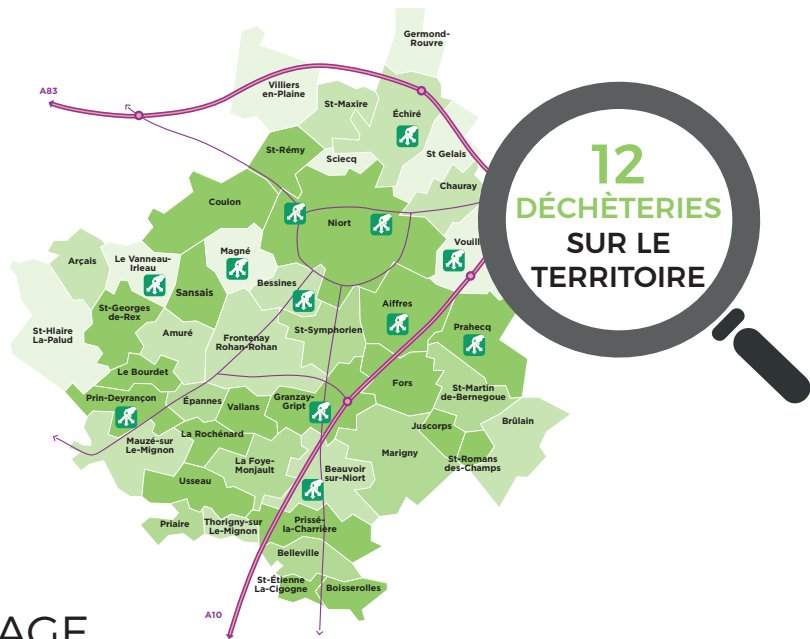 Germond-
Rouvre
A83
Villiers
en-Plaine
St-Maxire
Échiré
St-Rémy
Sciecq
St Gelais
Chauray
12
DÉCHÈTERIES
SUR LE
TERRITOIRE
Coulon
Niort
Vouill
Arçais
Le Vanneau-
Irleau
Magné
Bessines
Sansais
St-Georges
de-Rex
Aiffres
Prahecq
St-Hlaire
La-Palud
Amuré
Frontenay
Rohan-Rohan
St-Symphorien
Le Bourdet
Fors
St-Martin
de-Bernegoue
Prin-Deyrançon
Épannes
Vallans
Granzay-
Gript
Juscorps
Brûlain
Mauzé-sur
Le-Mignon
La Rochénard
La Foye-
Monjault
Beauvoir
sur-Niort
Marigny
St-Romans
des-Champs
Usseau
Priaire
Thorigny-sur
Le-Mignon
Prissé-
la-Charrière
Belleville
St-Étienne
La-Cigogne
Boisserolles
A10
AGE